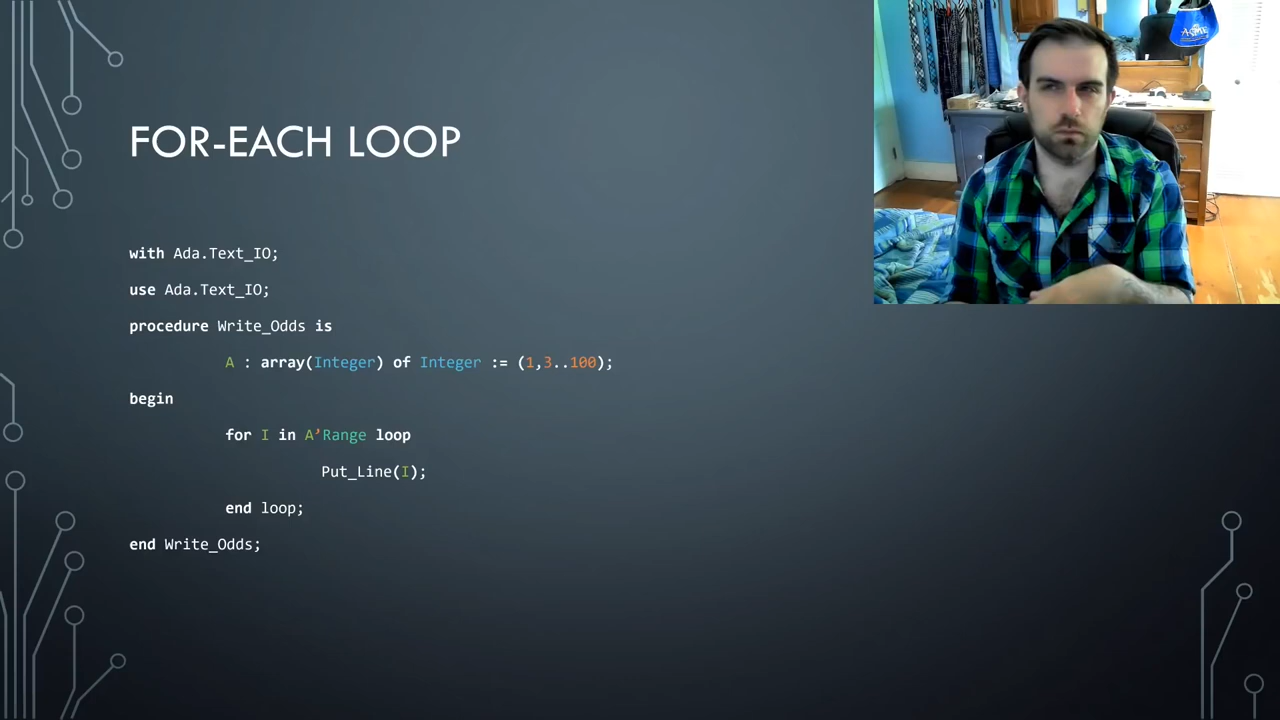 FOR-EACH LOOP
with Ada.Text_IO;
use Ada.Text_IO;
procedure Write_Odds is
A : array(Integer) of Integer := (1,3..100);
begin
for I in A’Range loop
Put_Line(I);
end loop;
end Write_Odds;
ACME